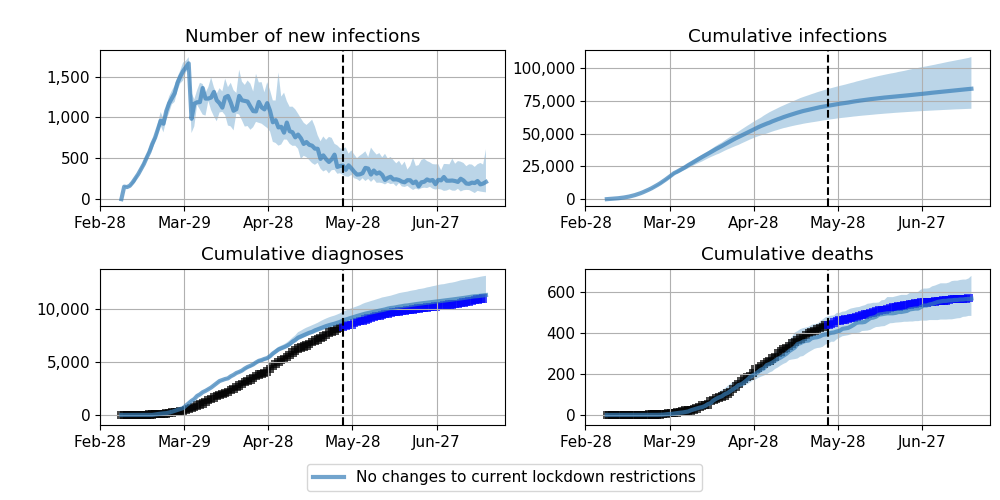 Number of new infections
1,500
1,000
500
0
Feb-28 Mar-29 Apr-28 May-28 Jun-27
Cumulative infections
100,000
75,000
50,000
25,000
0
Feb-28 Mar-29 Apr-28 May-28 Jun-27
Cumulative diagnoses
10,000
5,000
0
Feb-28 Mar-29 Apr-28 May-28 Jun-27
Cumulative deaths
600
400
200
0
Feb-28 Mar-29 Apr-28 May-28 Jun-27
No changes to current lockdown restrictions